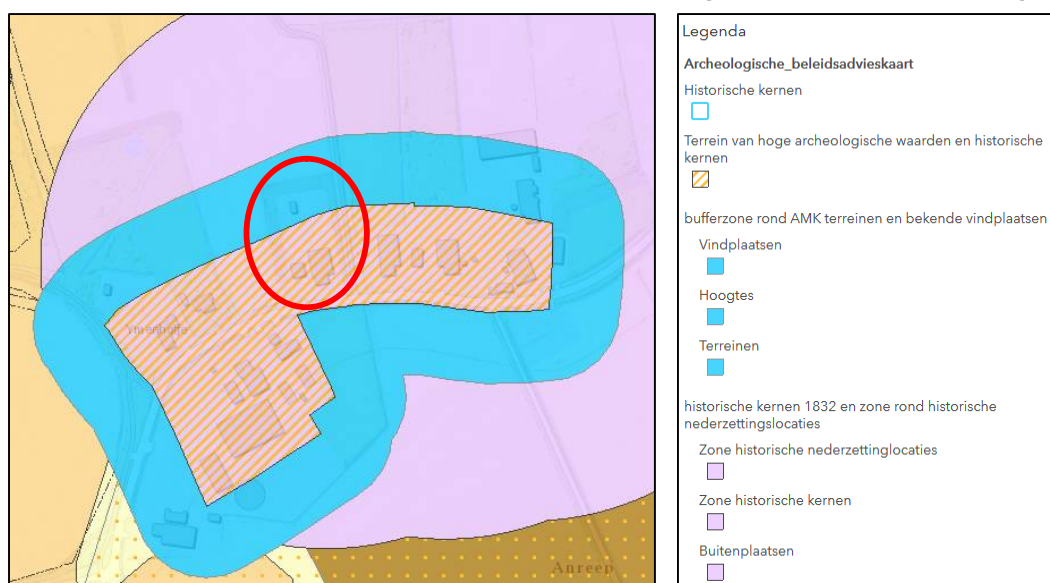 Legenda
Archeologische_beleidsadvieskaart
Historische kernen
Terrein van hoge archeologische waarden en historische
kernen
bufferzone rond AMK terreinen en bekende vindplaatsen
Vindplaatsen
Hoogtes
Terreinen
historische kernen 1832 en zone rond historische
nederzettingslocaties
Zone historische nederzettinglocaties
Zone historische kernen
Buitenplaatsen
Anreep